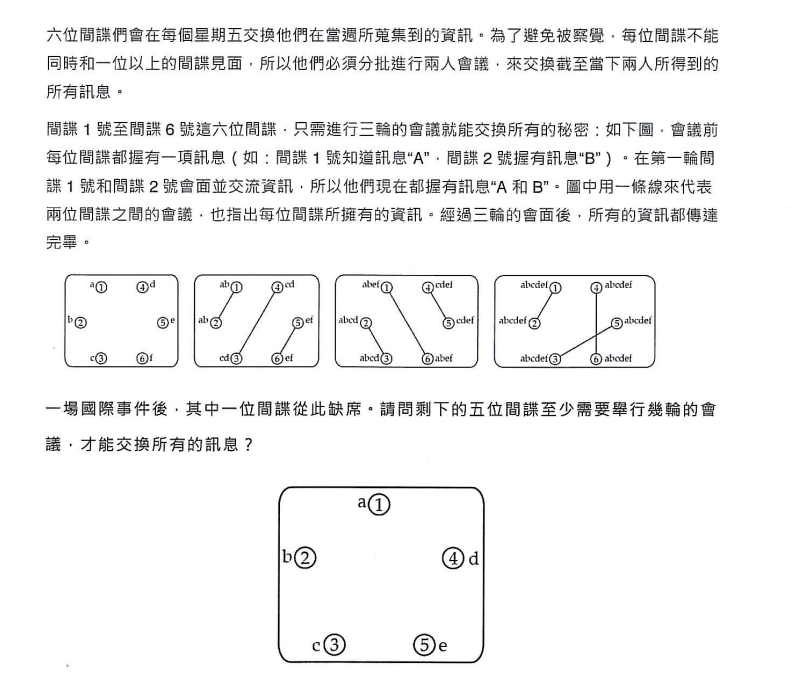 六位間諜們會在每個星期五交換他們在當週所蒐集到的資訊。為了避免被察覺，每位間諜不能
同時和一位以上的間諜見面，所以他們必須分批進行兩人會議，來交換截至當下兩人所得到的
所有訊息。
間諜 1 號至間諜 6 號這六位間諜，只需進行三輪的會議就能交換所有的秘密：如下圖，會議前
每位間諜都握有一項訊息（如：間諜 1 號知道訊息“A”，間諜 2 號握有訊息“B”）。在第一輪間
諜 1 號和間諜 2 號會面並交流資訊，所以他們現在都握有訊息“A 和 B”。圖中用一條線來代表
兩位間諜之間的會議，也指出每位間諜所擁有的資訊。經過三輪的會面後，所有的資訊都傳達
完畢。
a① ④d
b② ⑤e
c③ ⑥f
ab① ④cd
ab② ⑤ef
cd③ ⑥ef
abef① ④cdef
abcd② ⑤cdef
abcd③ ⑥abef
abcdef① ④abcdef
abcdef② ⑤abcdef
abcdef③ ⑥abcdef
一場國際事件後，其中一位間諜從此缺席。請問剩下的五位間諜至少需要舉行幾輪的會
議，才能交換所有的訊息？
a①
b② ④d
c③ ⑤e